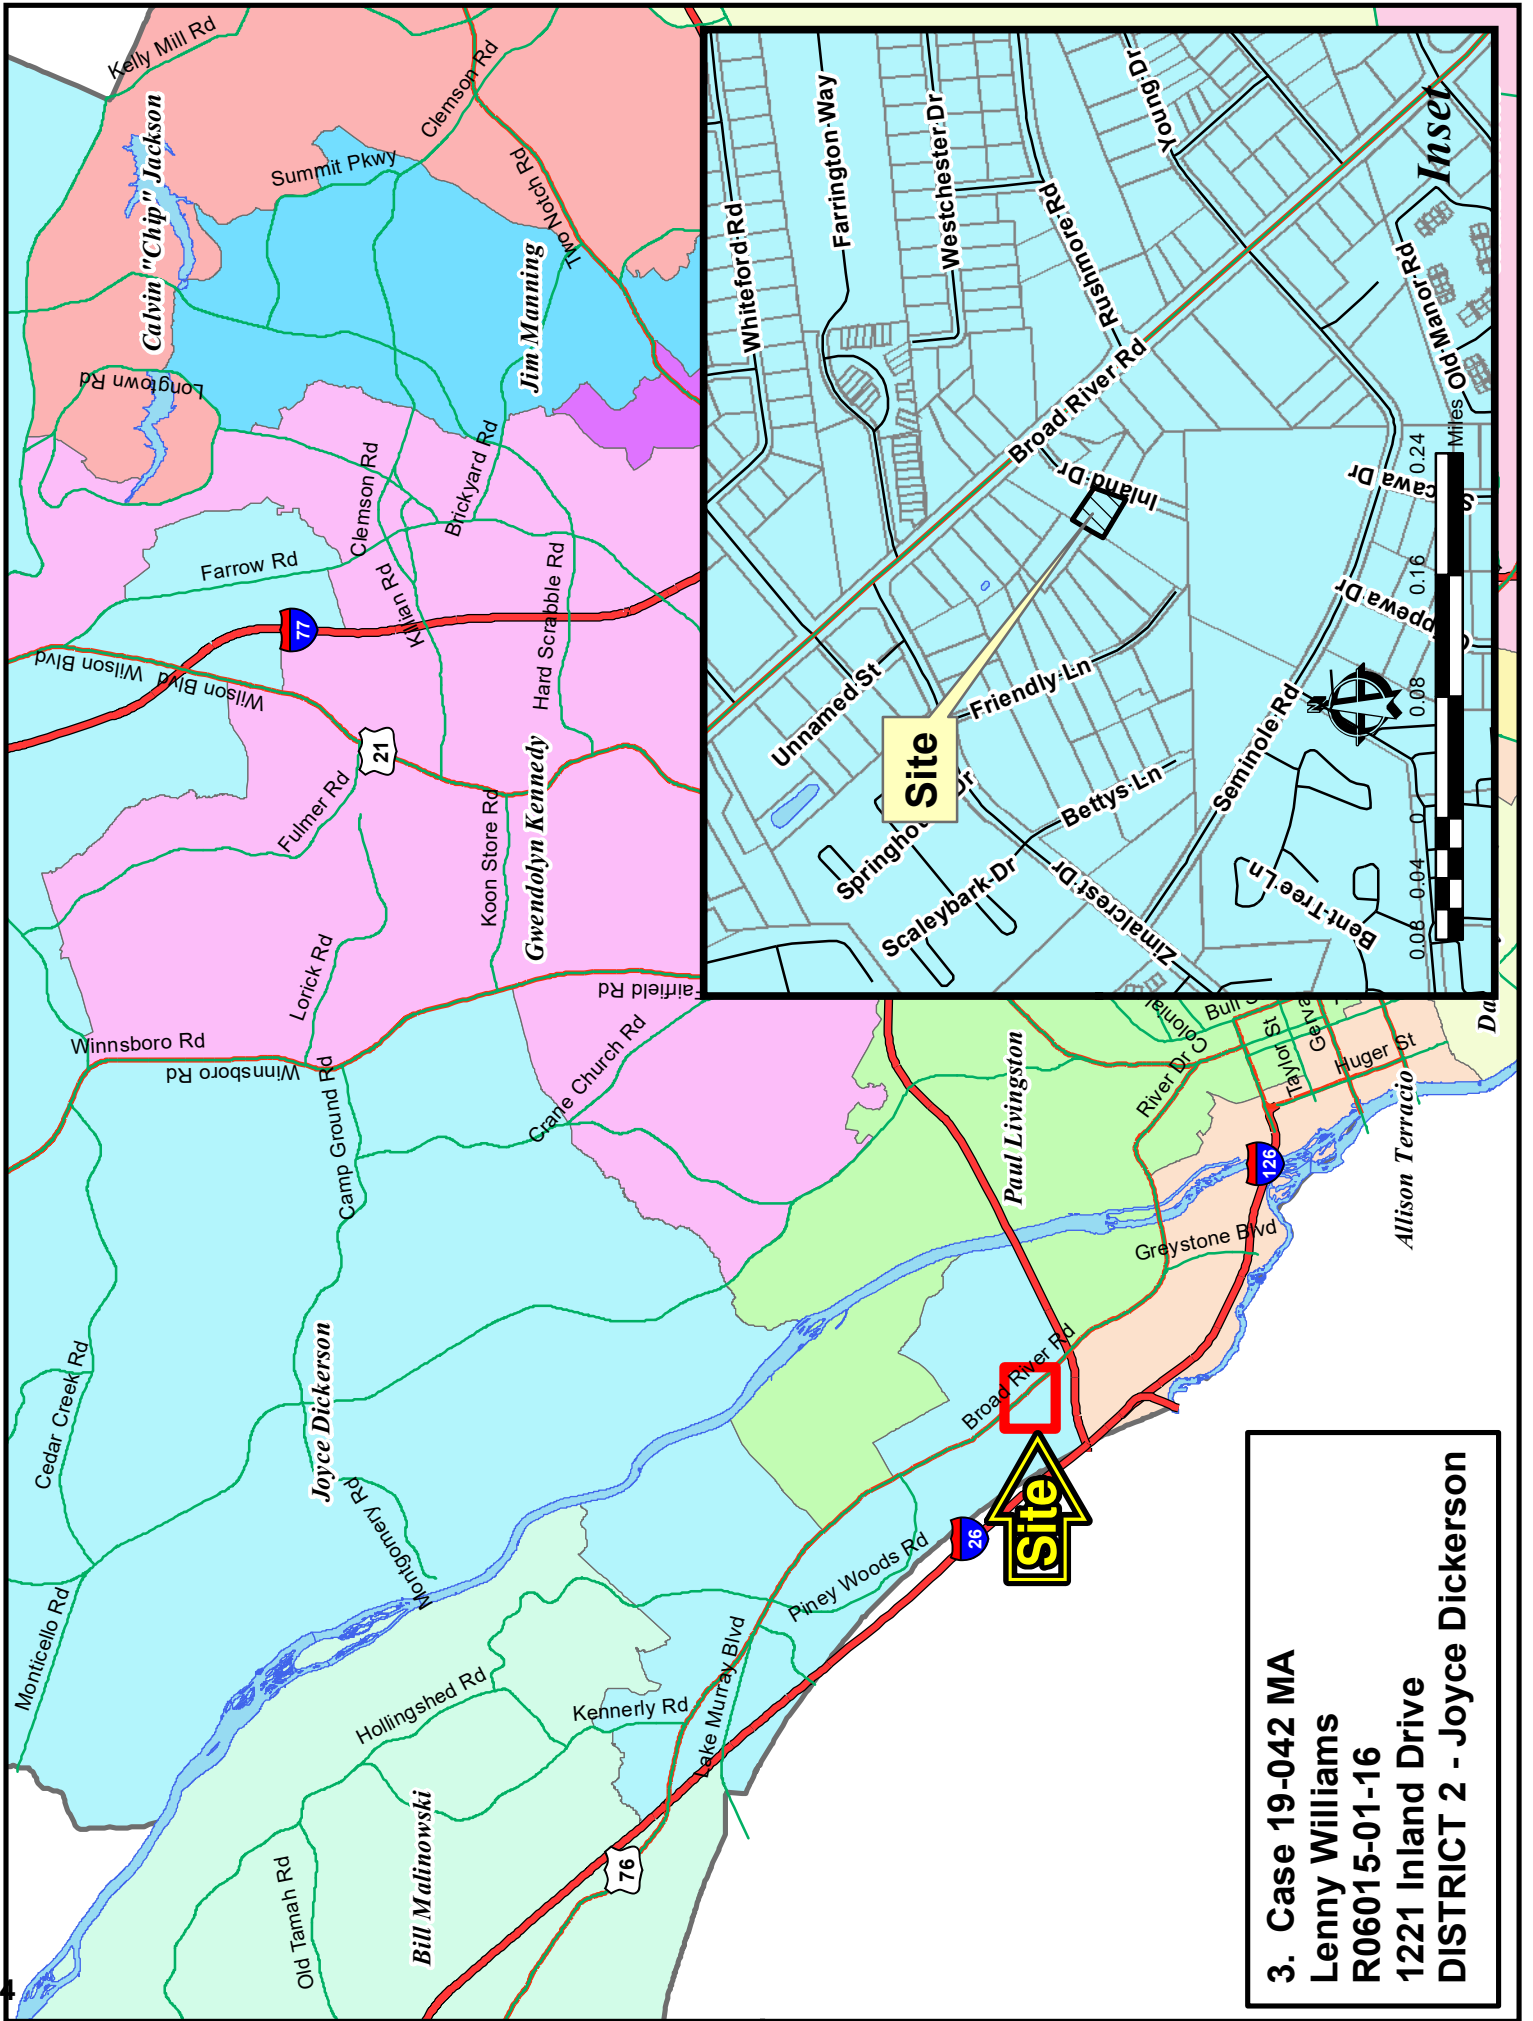 Kelly Mill Rd
Calvin "Chip" Jackson
Clemson Rd
Summit Pkwy
Two Notch Rd
Jim Manning
Longtown Rd
Clemson Rd
Brickyard Rd
Farrow Rd
Killian Rd
Hard Scrabble Rd
77
Wilson Blvd
Wilson Blvd
21
Fulmer Rd
Koon Store Rd
Gwendolyn Kennedy
Lorick Rd
Fairfield Rd
Winnsboro Rd
Winnsboro Rd
Camp Ground Rd
Crane Church Rd
Cedar Creek Rd
Joyce Dickerson
Montgomery Rd
Monticello Rd
Hollingshed Rd
Kennerly Rd
Lake Murray Blvd
Piney Woods Rd
Old Tamah Rd
Bill Malinowski
76
26
Site
Broad River Rd
Paul Livingston
River Dr
Colonial
Bull
Taylor St
Huger St
126
Greystone Blvd
Allison Terracio
Da
4
Whiteford Rd
Farrington Way
Westchester Dr
Rushmore Rd
Young Dr
Broad River Rd
Inland Dr
Unnamed St
Friendly Ln
Site
Bettys Ln
Scaleybark Dr
Zimalcrest Dr
Seminole Rd
Bent Tree Ln
Old Manor Rd
Inset
N
0.08 0.04 0 0.08 0.16 0.24
Miles
3. Case 19-042 MA
Lenny Williams
R06015-01-16
1221 Inland Drive
DISTRICT 2 - Joyce Dickerson